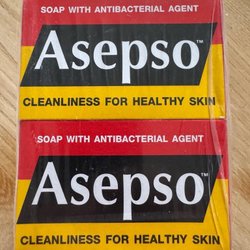 SOAP WITH ANTIBACTERIAL AGENT
Asepso™
CLEANLINESS FOR HEALTHY SKIN
SOAP WITH ANTIBACTERIAL AGENT
Asepso™
CLEANLINESS FOR HEALTHY SKIN